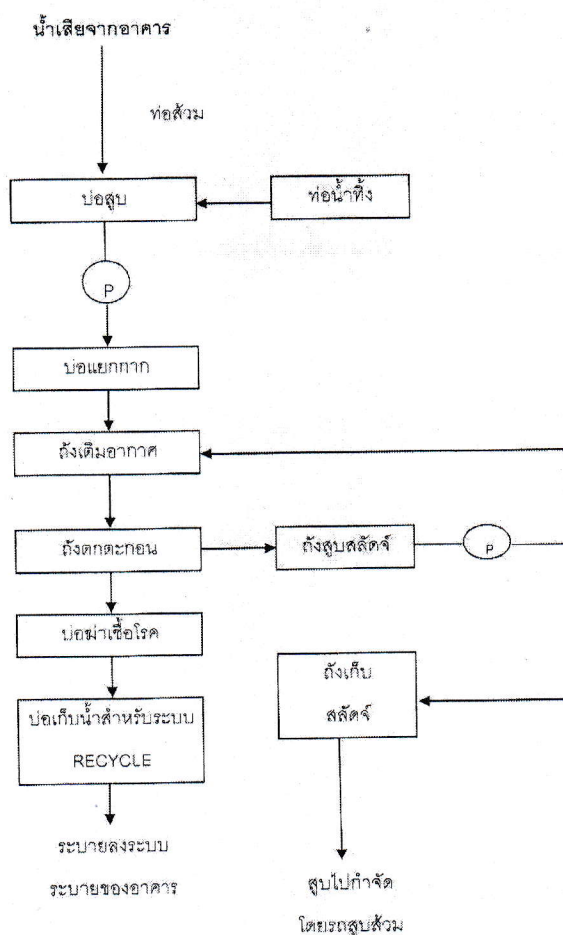 น้ำเสียจากอาคาร
ท่อส้วม
บ่อสูบ
ท่อน้ำทิ้ง
P
บ่อแยกกาก
ถังเติมอากาศ
ถังตกตะกอน
ถังสูบสลัดจ์
P
บ่อฆ่าเชื้อโรค
ถังเก็บ
สลัดจ์
บ่อเก็บน้ำสำหรับระบบ
RECYCLE
ระบายลงระบบ
ระบายของอาคาร
สูบไปกำจัด
โดยรถสูบส้วม